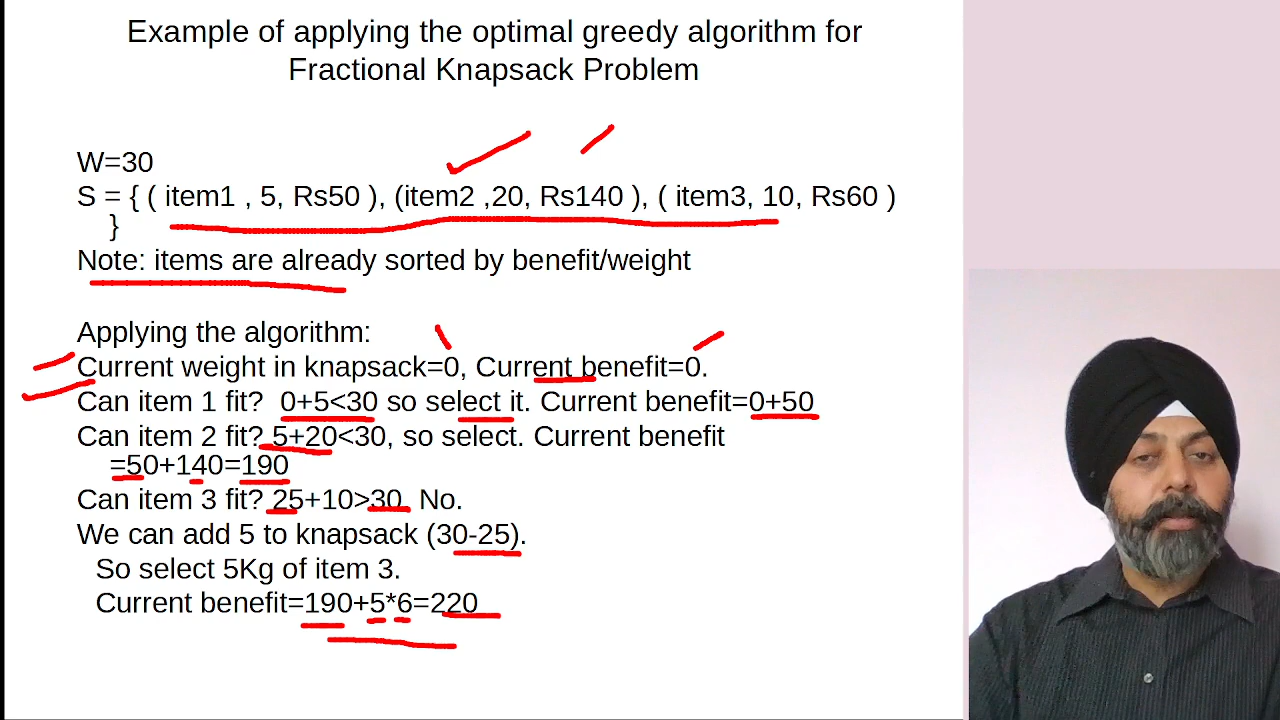 Example of applying the optimal greedy algorithm for
Fractional Knapsack Problem
W=30
S = { ( item1 , 5, Rs50 ), (item2 ,20, Rs140 ), ( item3, 10, Rs60 )
}
Note: items are already sorted by benefit/weight
Applying the algorithm:
Current weight in knapsack=0, Current benefit=0.
Can item 1 fit? 0+5<30 so select it. Current benefit=0+50
Can item 2 fit? 5+20<30, so select. Current benefit
=50+140=190
Can item 3 fit? 25+10>30. No.
We can add 5 to knapsack (30-25).
So select 5Kg of item 3.
Current benefit=190+5*6=220